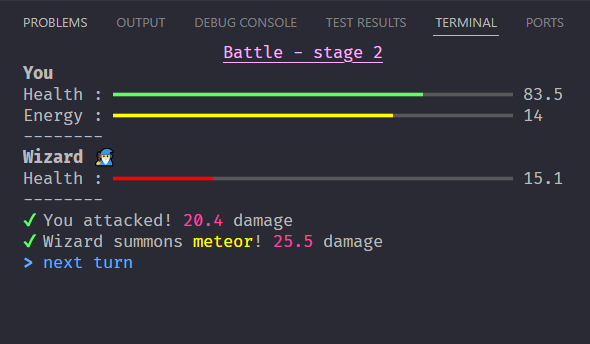 PROBLEMS OUTPUT DEBUG CONSOLE TEST RESULTS TERMINAL PORTS
Battle - stage 2
You
Health : 83.5
Energy : 14
--------
Wizard 🧙‍♂️
Health : 15.1
--------
✔ You attacked! 20.4 damage
✔ Wizard summons meteor! 25.5 damage
> next turn